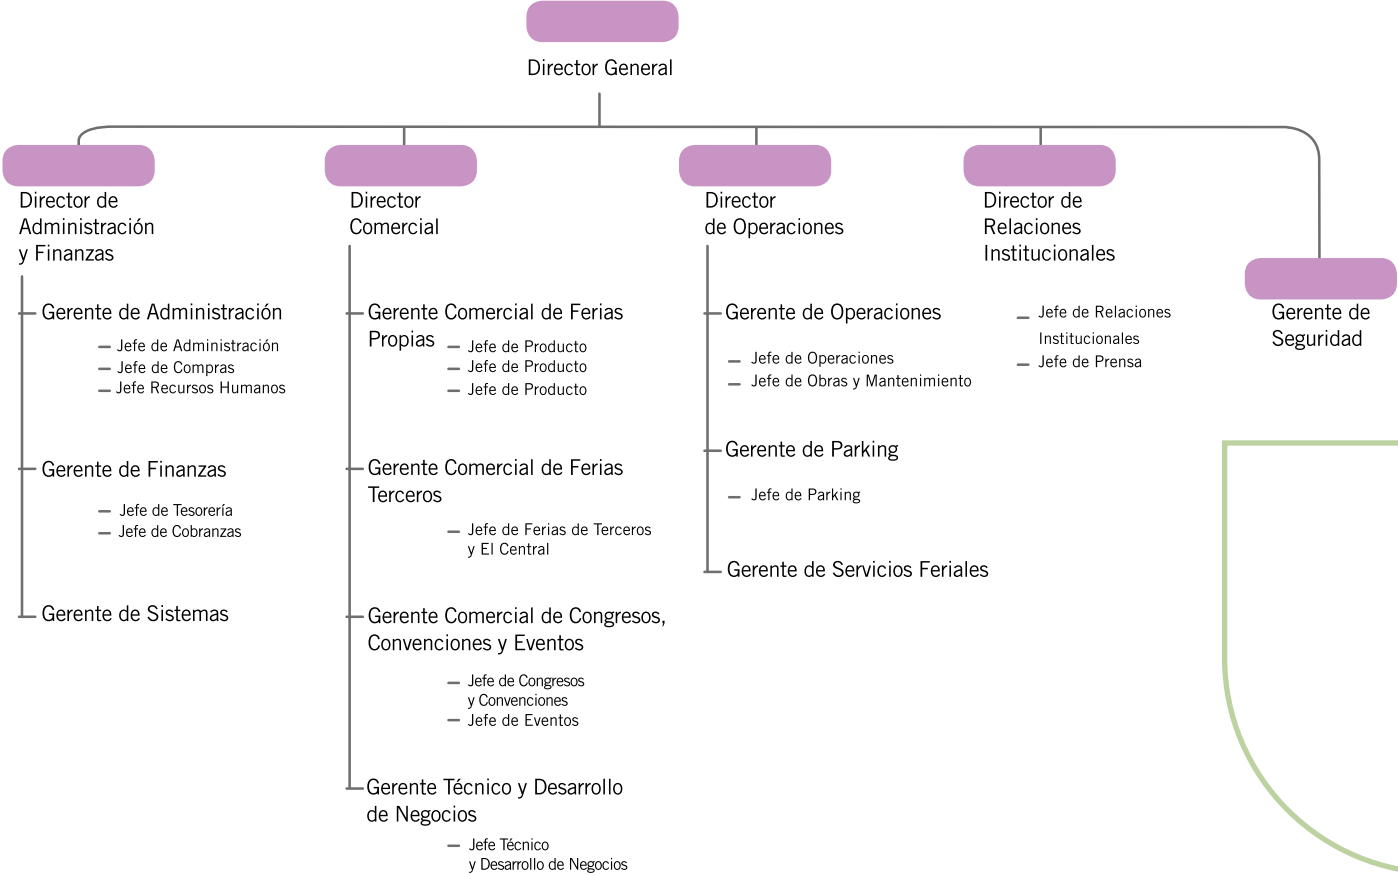 Director General
Director de
Administración
y Finanzas
Gerente de Administración
Jefe de Administración
Jefe de Compras
Jefe Recursos Humanos
Gerente de Finanzas
Jefe de Tesorería
Jefe de Cobranzas
Gerente de Sistemas
Director
Comercial
Gerente Comercial de Ferias
Propias
Jefe de Producto
Jefe de Producto
Jefe de Producto
Gerente Comercial de Ferias
Terceros
Jefe de Ferias de Terceros
y El Central
Gerente Comercial de Congresos,
Convenciones y Eventos
Jefe de Congresos
y Convenciones
Jefe de Eventos
Gerente Técnico y Desarrollo
de Negocios
Jefe Técnico
y Desarrollo de Negocios
Director
de Operaciones
Gerente de Operaciones
Jefe de Operaciones
Jefe de Obras y Mantenimiento
Gerente de Parking
Jefe de Parking
Gerente de Servicios Feriales
Director de
Relaciones
Institucionales
Jefe de Relaciones
Institucionales
Jefe de Prensa
Gerente de
Seguridad